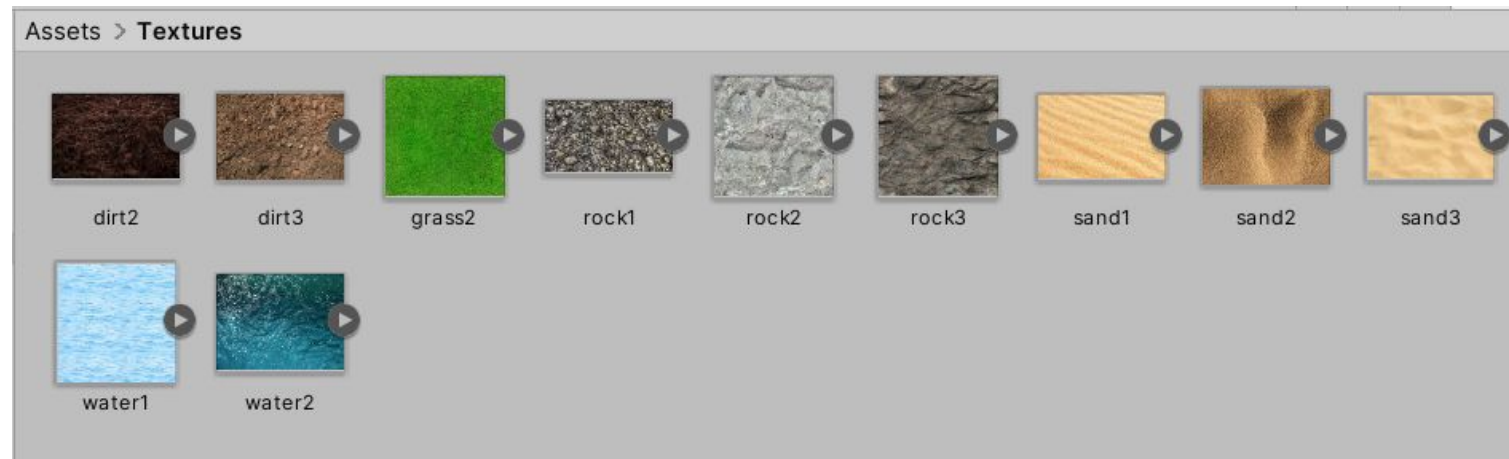 Assets > Textures
dirt2 dirt3 grass2 rock1 rock2 rock3 sand1 sand2 sand3
water1 water2